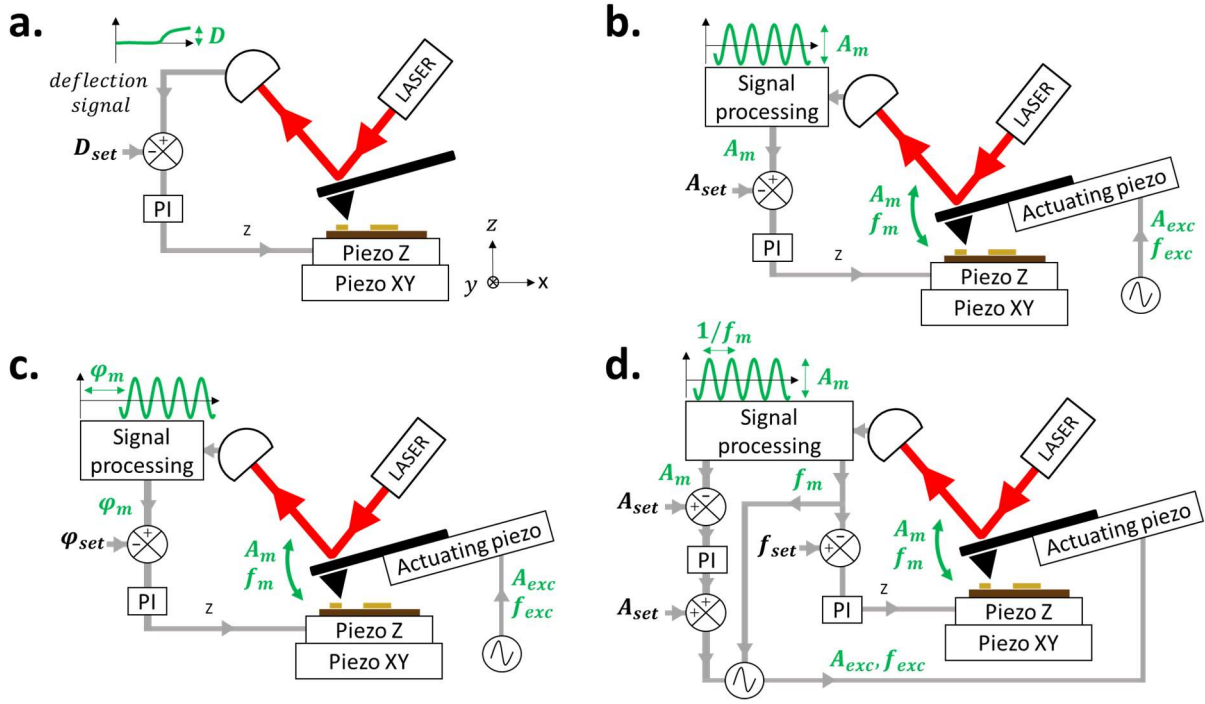 a.
D
deflection
signal
LASER
D_set
+
-
PI
z
Piezo Z
Piezo XY
z
y
x
b.
A_m
Signal
processing
LASER
A_m
A_set
+
-
A_m
f_m
Actuating piezo
A_exc
f_exc
PI
z
Piezo Z
Piezo XY
c.
φ_m
Signal
processing
LASER
φ_m
φ_set
+
-
A_m
f_m
Actuating piezo
A_exc
f_exc
PI
z
Piezo Z
Piezo XY
d.
1/f_m
A_m
Signal
processing
LASER
A_m
f_m
A_set
-
+
f_set
-
+
A_m
f_m
Actuating piezo
PI
A_set
+
+
PI
z
Piezo Z
Piezo XY
A_exc, f_exc